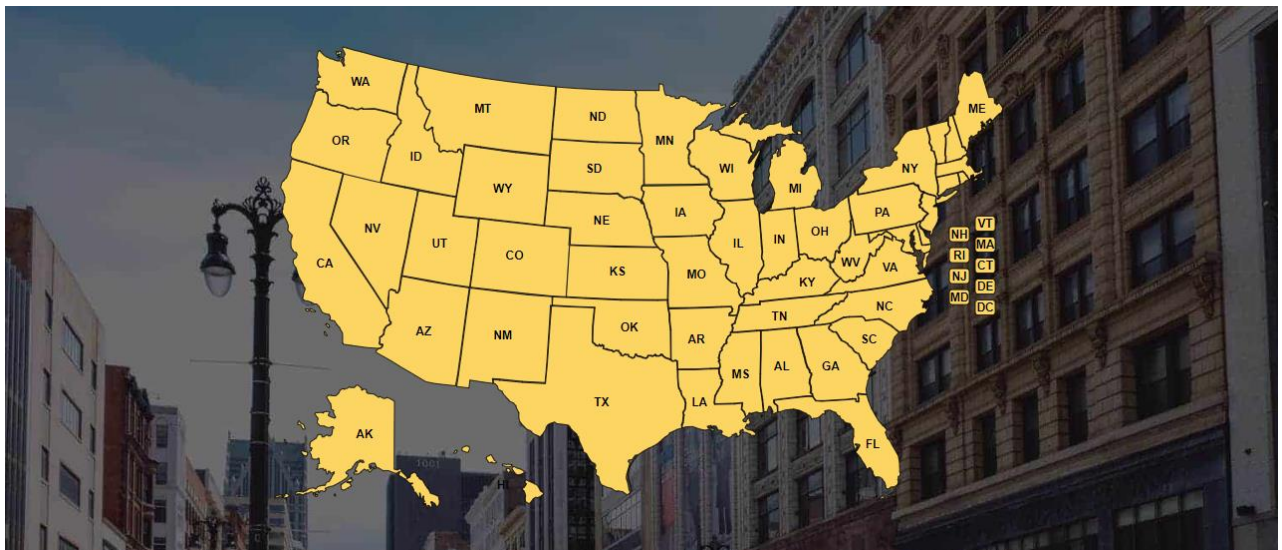 WA
MT
ND
MN
ME
OR
ID
SD
WI
MI
NY
WY
NE
IA
PA
NV
UT
CO
IL
IN
OH
WV
VA
VT
NH
MA
RI
CT
NJ
DE
MD
DC
CA
KS
MO
KY
AZ
NM
OK
AR
TN
NC
SC
TX
LA
MS
AL
GA
FL
AK
HI
1001